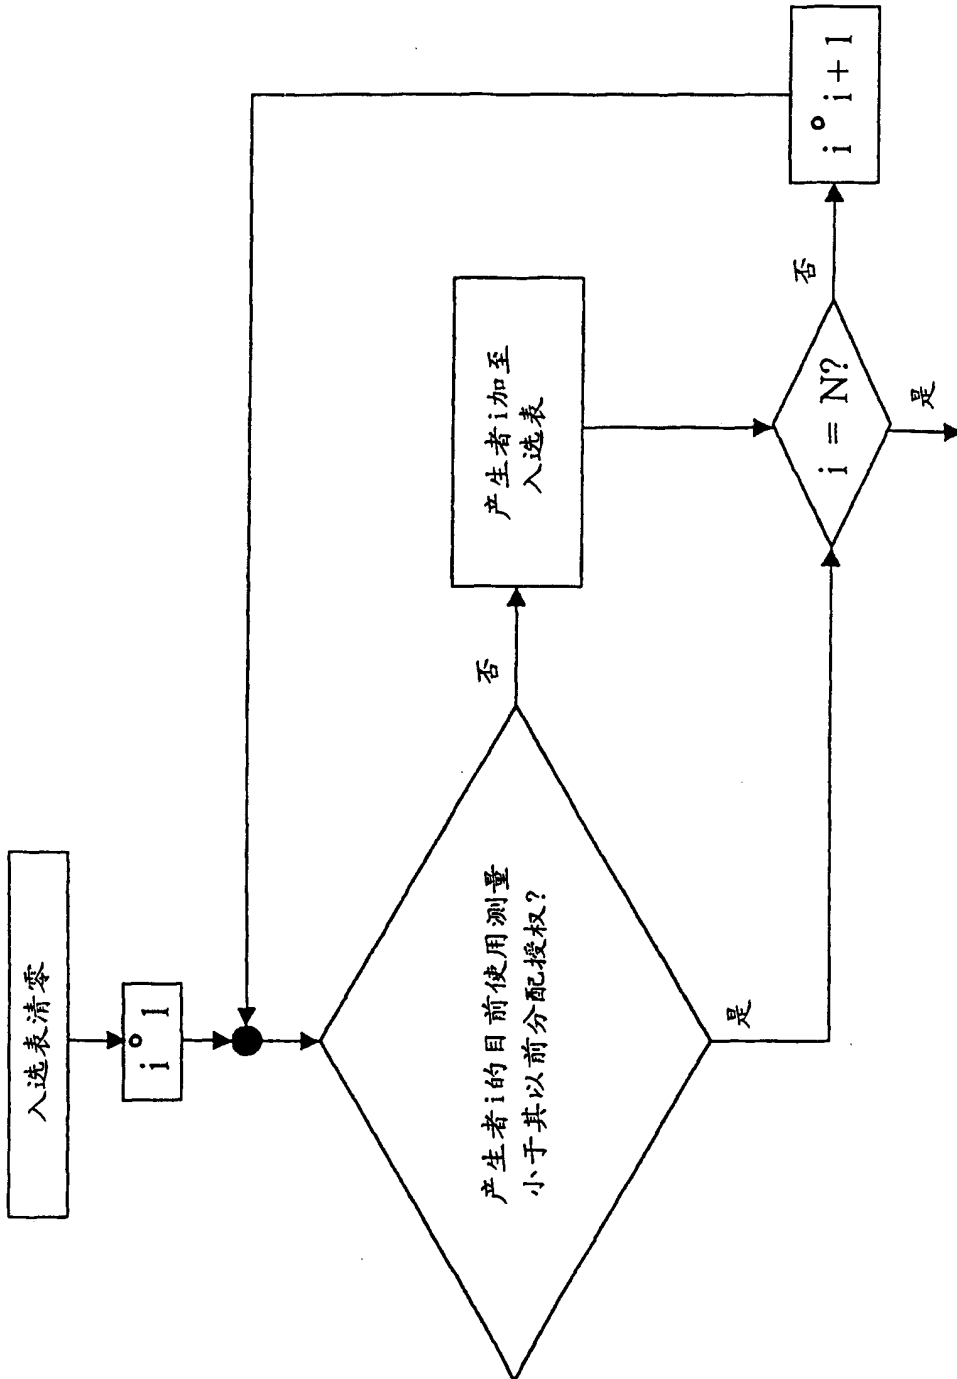 入选表清零
i° 1
产生者i的目前使用测量
小于其以前分配授权?
否
是
产生者i加至
入选表
i = N?
否
是
i° i+1